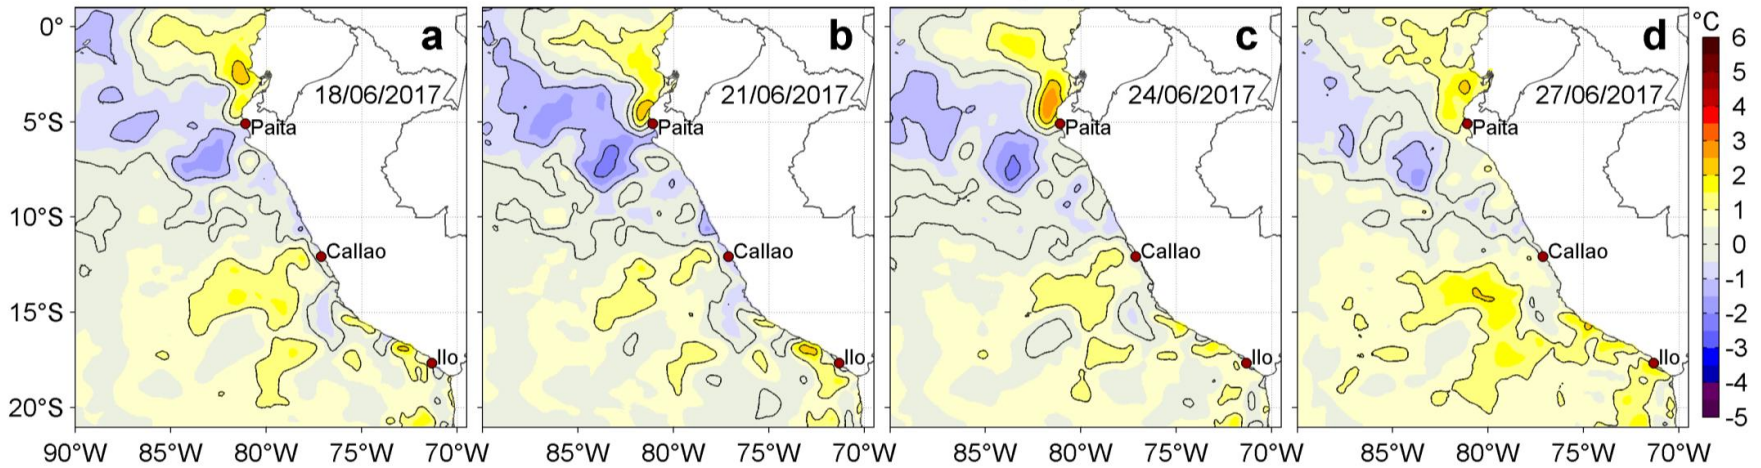 a b c d °C
0° 6
5
18/06/2017 21/06/2017 24/06/2017 27/06/2017 4
5°S Paita Paita Paita Paita 3
2
1
10°S 0
Callao Callao Callao Callao -1
15°S -2
-3
Ilo Ilo Ilo Ilo -4
20°S -5
90°W 85°W 80°W 75°W 70°W 85°W 80°W 75°W 70°W 85°W 80°W 75°W 70°W 85°W 80°W 75°W 70°W